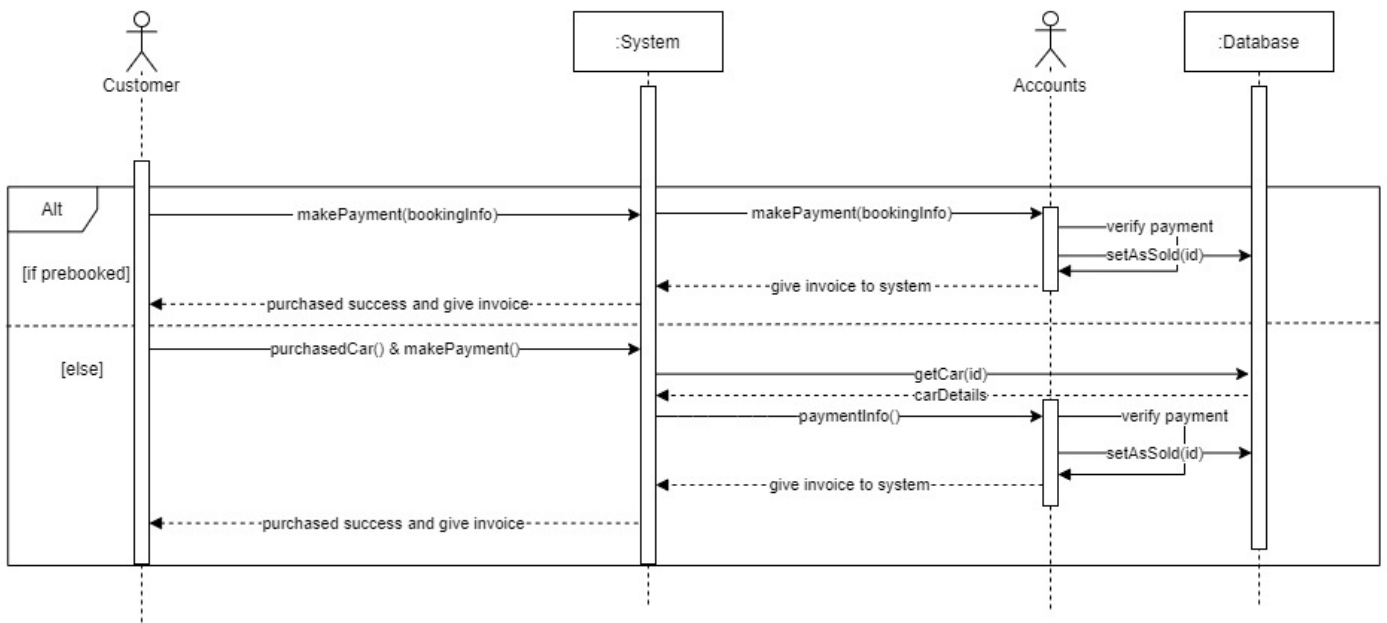 Customer
:System
Accounts
:Database
Alt
makePayment(bookingInfo)
makePayment(bookingInfo)
verify payment
setAsSold(id)
[if prebooked]
give invoice to system
purchased success and give invoice
purchasedCar() & makePayment()
[else]
getCar(id)
carDetails
paymentInfo()
verify payment
setAsSold(id)
give invoice to system
purchased success and give invoice